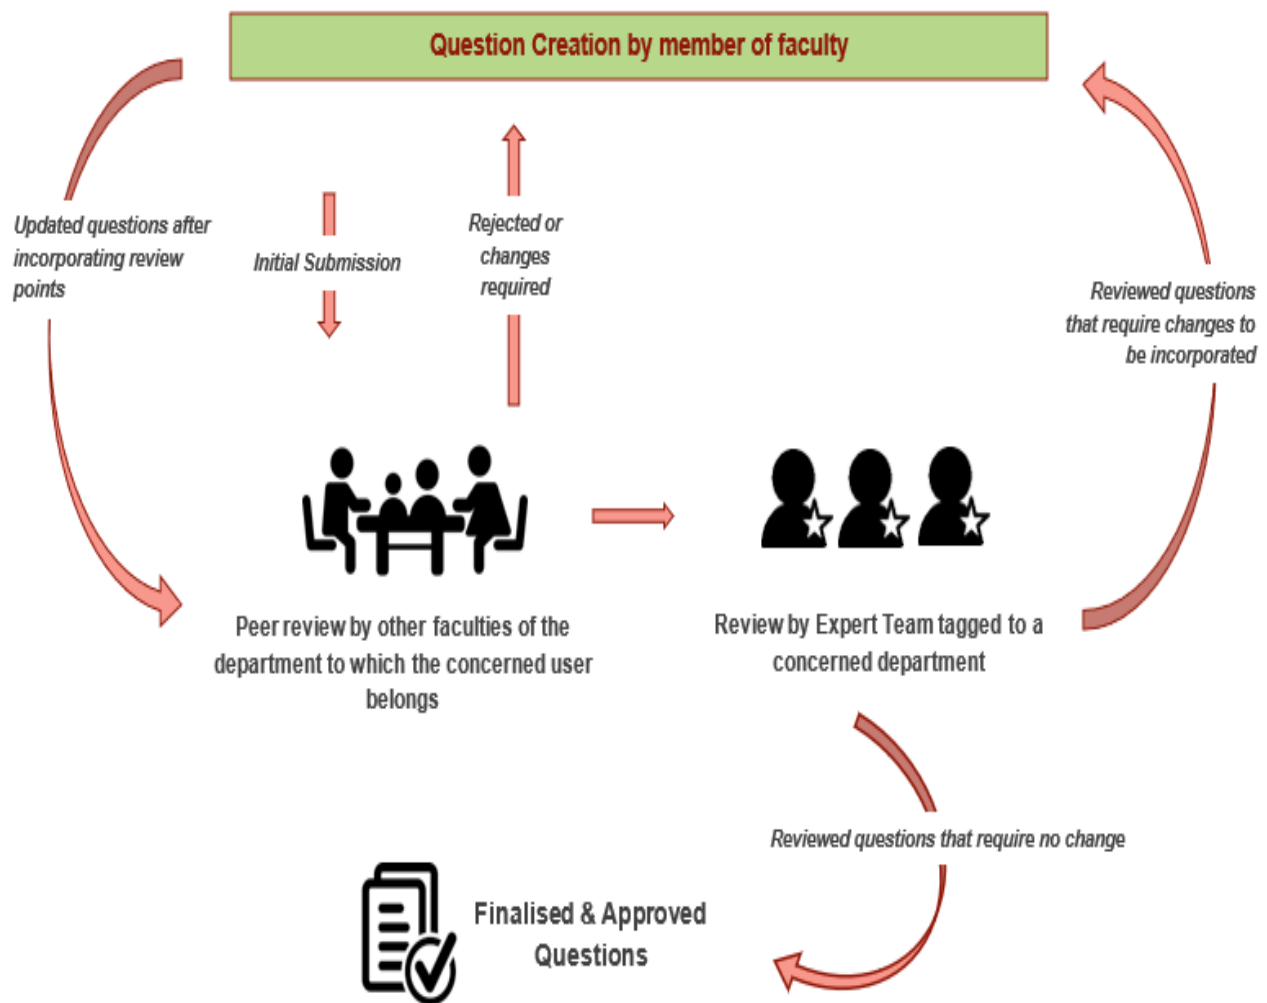 Question Creation by member of faculty
Updated questions after
incorporating review
points
Initial Submission
Rejected or
changes
required
Reviewed questions
that require changes to
be incorporated
Peer review by other faculties of the
department to which the concerned user
belongs
Review by Expert Team tagged to a
concerned department
Reviewed questions that require no change
Finalised & Approved
Questions